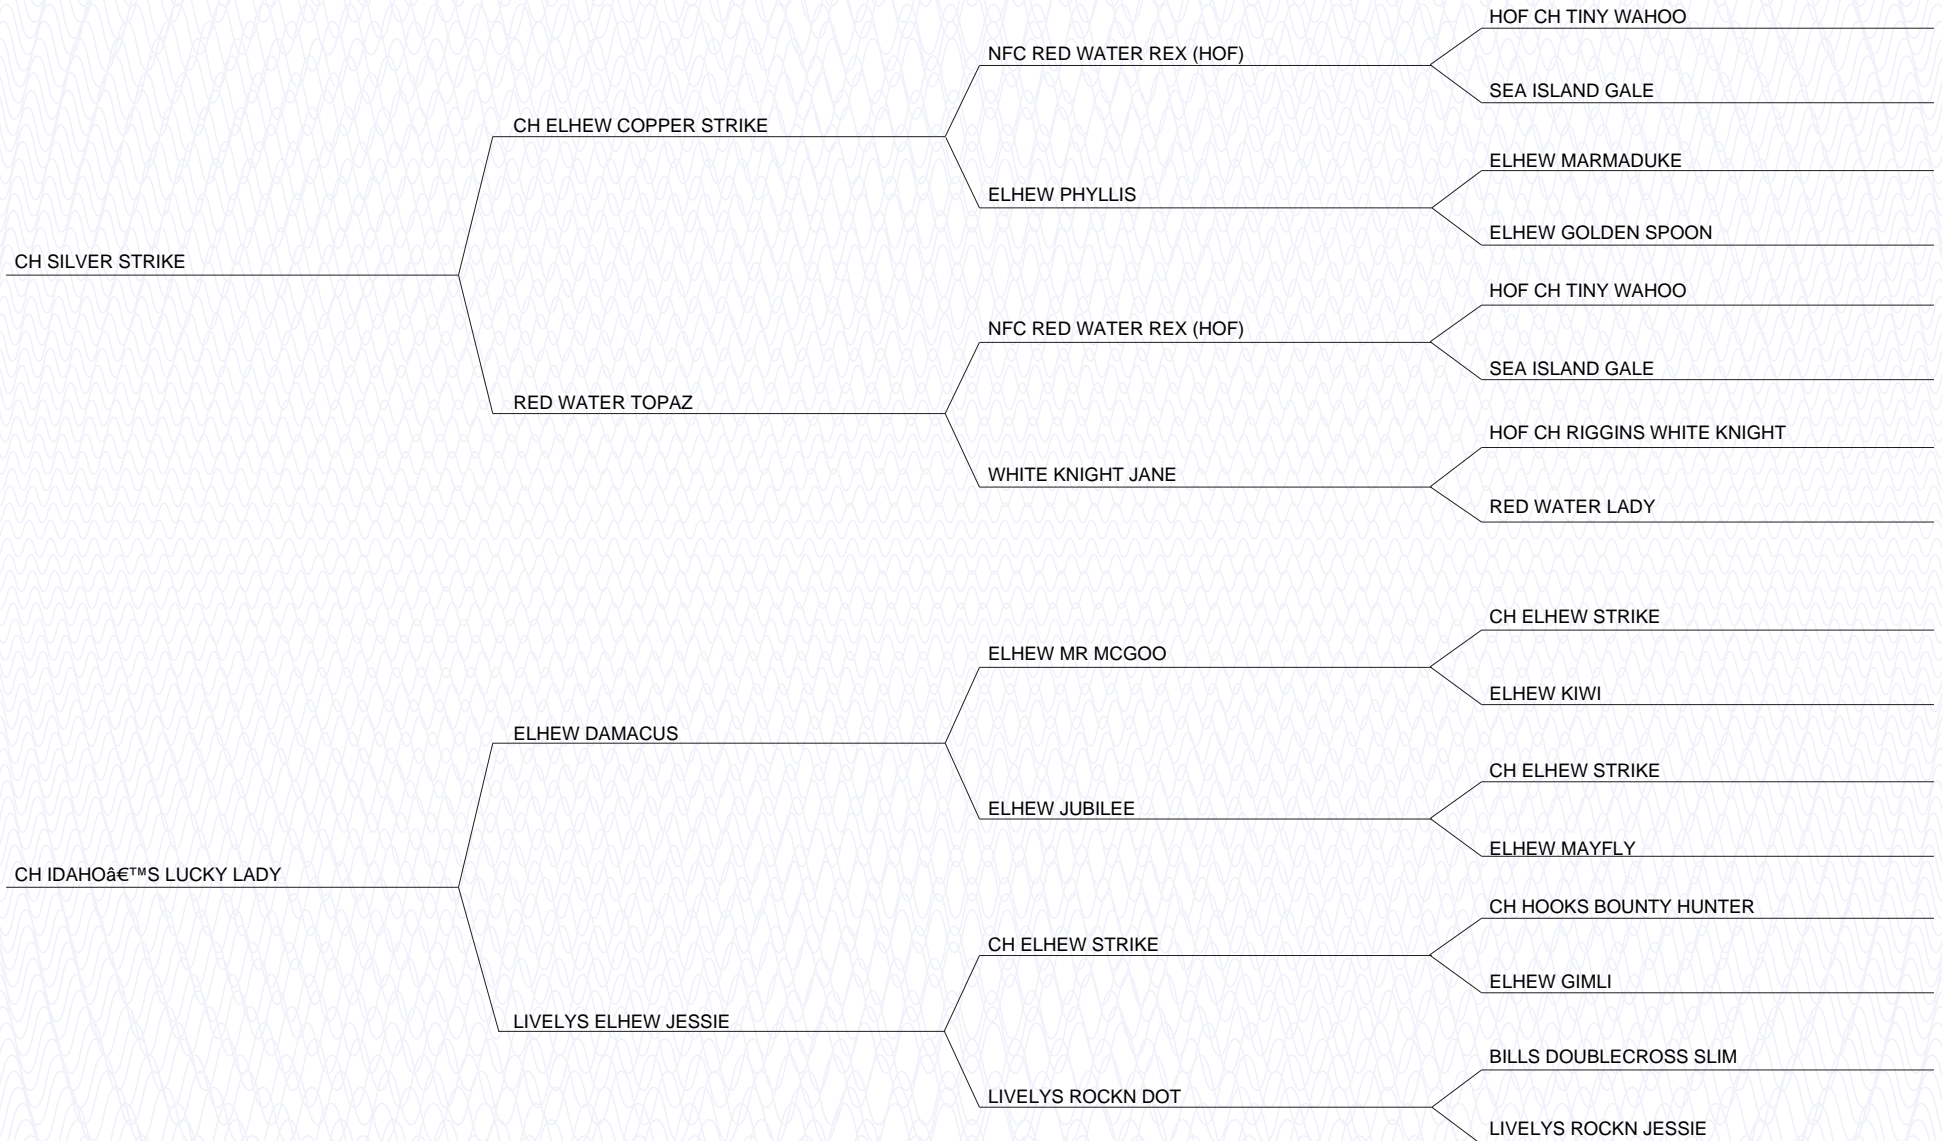 HOF CH TINY WAHOO
NFC RED WATER REX (HOF)
SEA ISLAND GALE
CH ELHEW COPPER STRIKE
ELHEW MARMADUKE
ELHEW PHYLLIS
ELHEW GOLDEN SPOON
CH SILVER STRIKE
HOF CH TINY WAHOO
NFC RED WATER REX (HOF)
SEA ISLAND GALE
RED WATER TOPAZ
HOF CH RIGGINS WHITE KNIGHT
WHITE KNIGHT JANE
RED WATER LADY
CH ELHEW STRIKE
ELHEW MR MCGOO
ELHEW KIWI
ELHEW DAMACUS
CH ELHEW STRIKE
ELHEW JUBILEE
ELHEW MAYFLY
CH IDAHOâ€™S LUCKY LADY
CH HOOKS BOUNTY HUNTER
CH ELHEW STRIKE
ELHEW GIMLI
LIVELYS ELHEW JESSIE
BILLS DOUBLECROSS SLIM
LIVELYS ROCKN DOT
LIVELYS ROCKN JESSIE